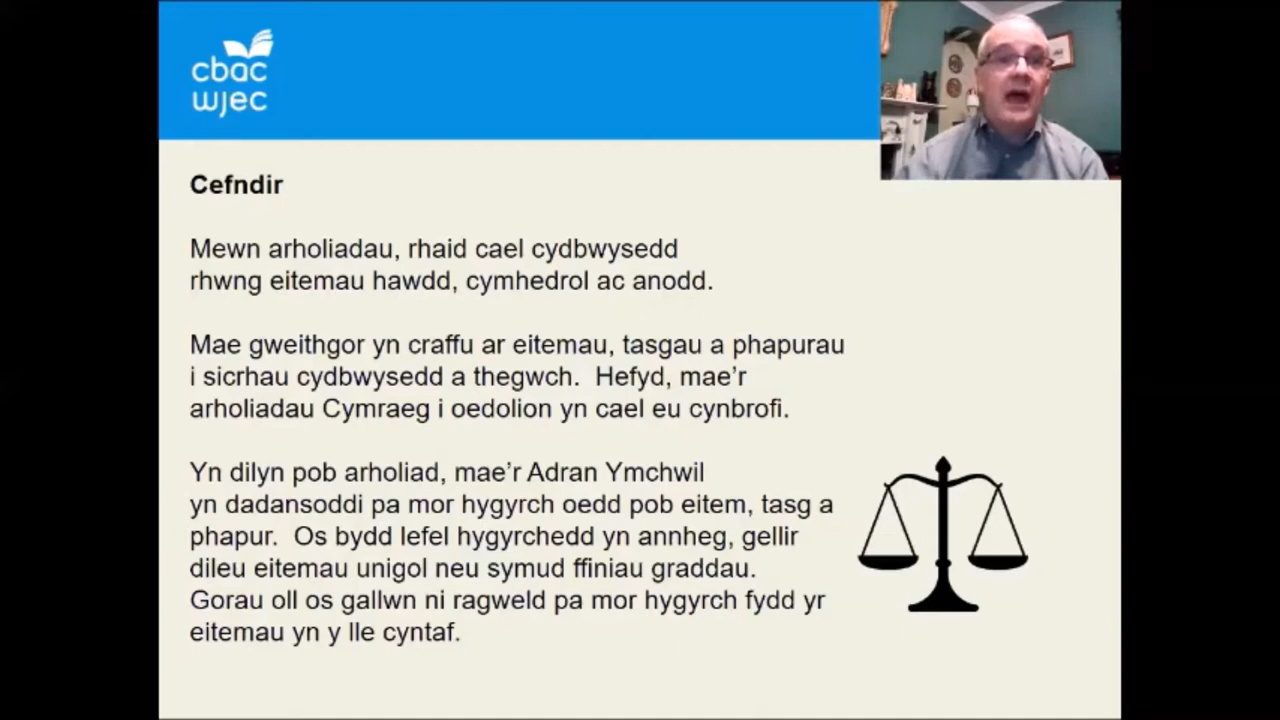 cbac
wjec
Cefndir
Mewn arholiadau, rhaid cael cydbwysedd
rhwng eitemau hawdd, cymhedrol ac anodd.
Mae gweithgor yn craffu ar eitemau, tasgau a phapurau
i sicrhau cydbwysedd a thegwch.  Hefyd, mae’r
arholiadau Cymraeg i oedolion yn cael eu cynbrofi.
Yn dilyn pob arholiad, mae’r Adran Ymchwil
yn dadansoddi pa mor hygyrch oedd pob eitem, tasg a
phapur.  Os bydd lefel hygyrchedd yn annheg, gellir
dileu eitemau unigol neu symud ffiniau graddau.
Gorau oll os gallwn ni ragweld pa mor hygyrch fydd yr
eitemau yn y lle cyntaf.